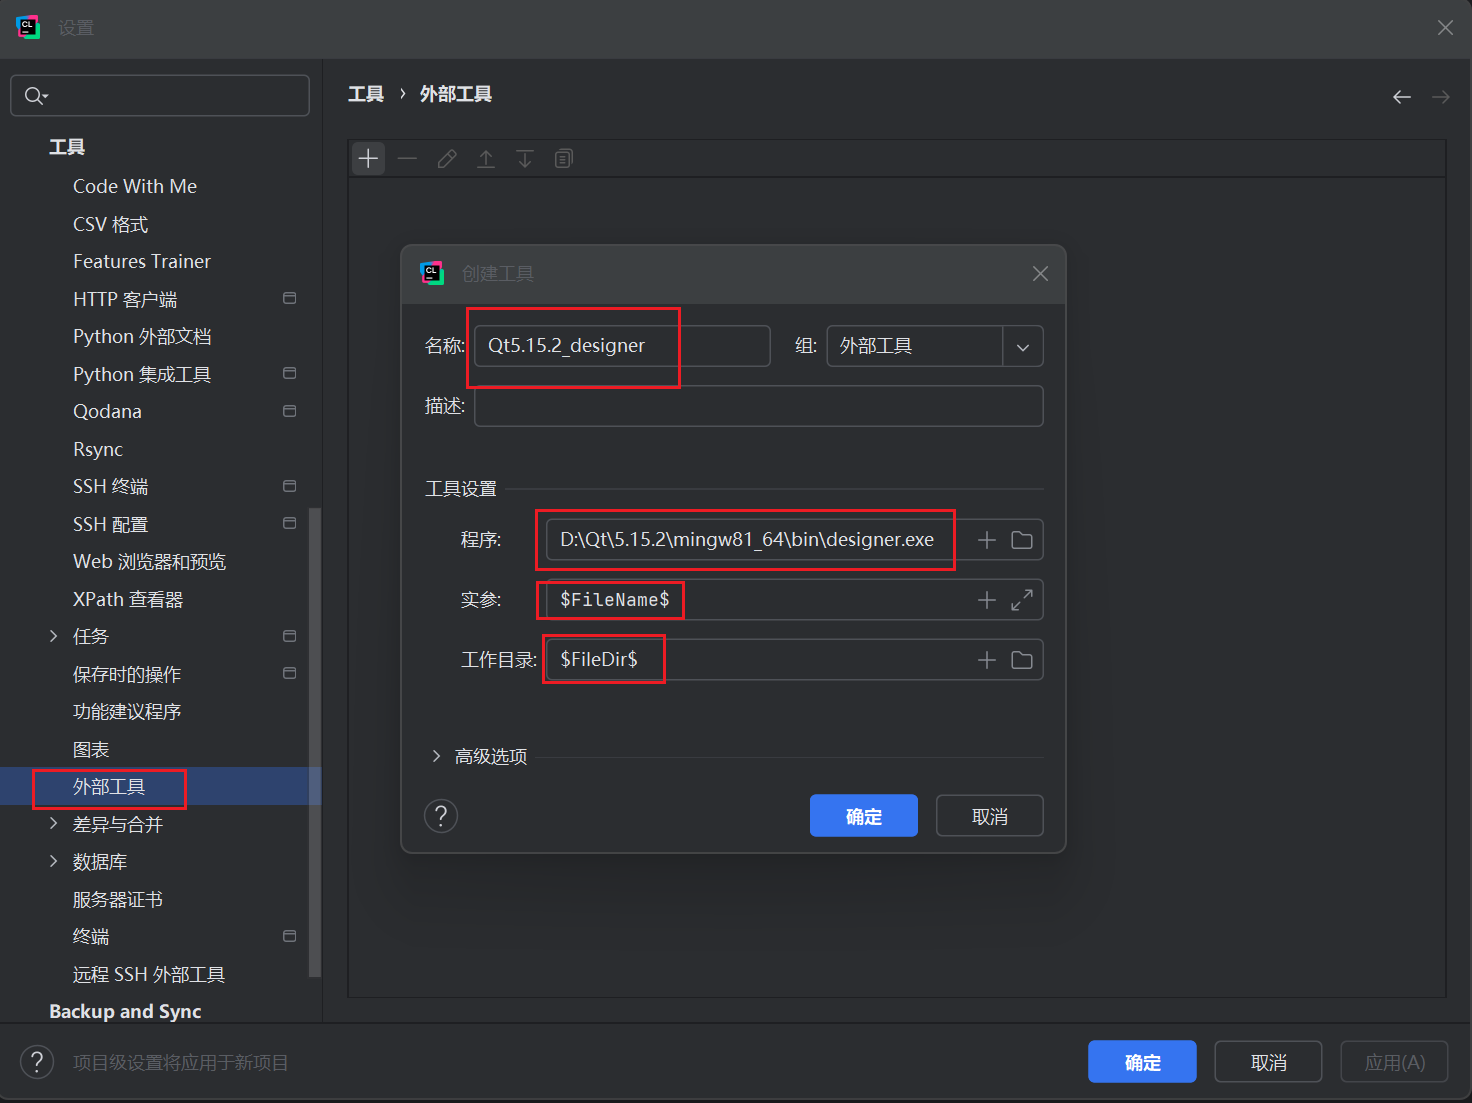 设置
工具 › 外部工具
工具
Code With Me
CSV 格式
Features Trainer
HTTP 客户端
Python 外部文档
Python 集成工具
Qodana
Rsync
SSH 终端
SSH 配置
Web 浏览器和预览
XPath 查看器
任务
保存时的操作
功能建议程序
图表
外部工具
差异与合并
数据库
服务器证书
终端
远程 SSH 外部工具
Backup and Sync
CL 创建工具
名称: Qt5.15.2_designer 组: 外部工具
描述:
工具设置
程序: D:\Qt\5.15.2\mingw81_64\bin\designer.exe
实参: $FileName$
工作目录: $FileDir$
高级选项
? 确定 取消
? 项目级设置将应用于新项目 确定 取消 应用(A)